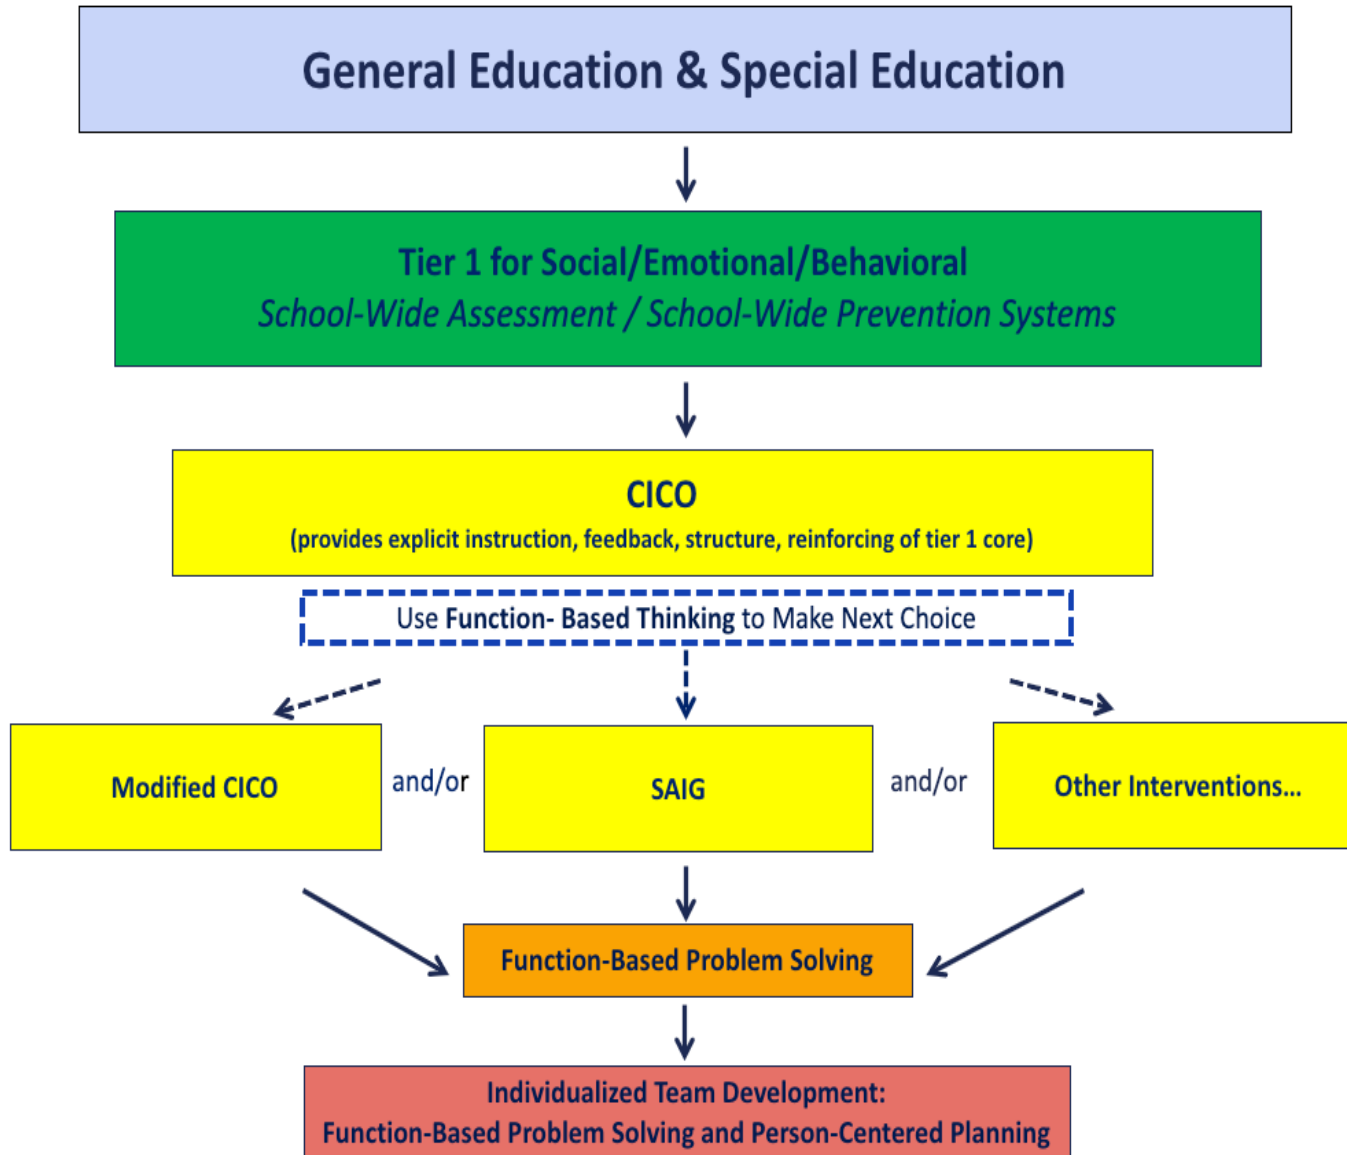 General Education & Special Education
Tier 1 for Social/Emotional/Behavioral
School-Wide Assessment / School-Wide Prevention Systems
CICO
(provides explicit instruction, feedback, structure, reinforcing of tier 1 core)
Use Function- Based Thinking to Make Next Choice
Modified CICO
and/or
SAIG
and/or
Other Interventions...
Function-Based Problem Solving
Individualized Team Development:
Function-Based Problem Solving and Person-Centered Planning